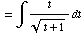 = ∫ t / √(t + 1) dt